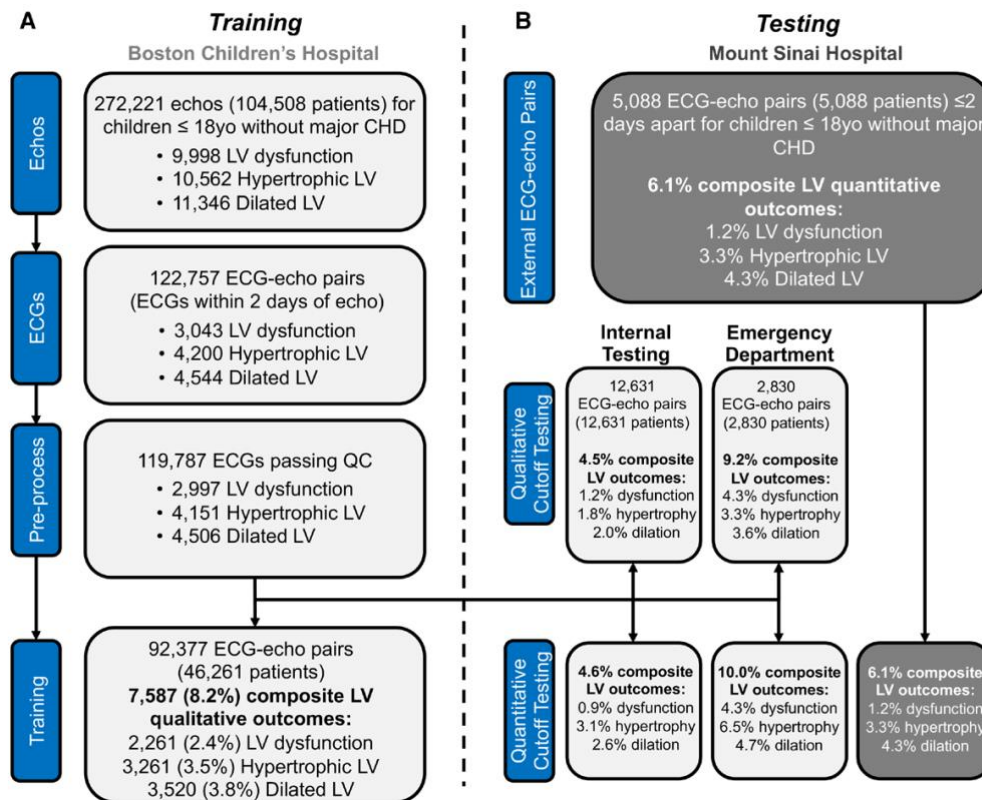 A
Training
Boston Children's Hospital
Echos
272,221 echos (104,508 patients) for
children ≤ 18yo without major CHD
• 9,998 LV dysfunction
• 10,562 Hypertrophic LV
• 11,346 Dilated LV
ECGs
122,757 ECG-echo pairs
(ECGs within 2 days of echo)
• 3,043 LV dysfunction
• 4,200 Hypertrophic LV
• 4,544 Dilated LV
Pre-process
119,787 ECGs passing QC
• 2,997 LV dysfunction
• 4,151 Hypertrophic LV
• 4,506 Dilated LV
Training
92,377 ECG-echo pairs
(46,261 patients)
7,587 (8.2%) composite LV
qualitative outcomes:
2,261 (2.4%) LV dysfunction
3,261 (3.5%) Hypertrophic LV
3,520 (3.8%) Dilated LV
B
Testing
Mount Sinai Hospital
External ECG-echo Pairs
5,088 ECG-echo pairs (5,088 patients) ≤2
days apart for children ≤ 18yo without major
CHD
6.1% composite LV quantitative
outcomes:
1.2% LV dysfunction
3.3% Hypertrophic LV
4.3% Dilated LV
Qualitative
Cutoff Testing
Internal
Testing
12,631
ECG-echo pairs
(12,631 patients)
4.5% composite
LV outcomes:
1.2% dysfunction
1.8% hypertrophy
2.0% dilation
Emergency
Department
2,830
ECG-echo pairs
(2,830 patients)
9.2% composite
LV outcomes:
4.3% dysfunction
3.3% hypertrophy
3.6% dilation
Quantitative
Cutoff Testing
4.6% composite
LV outcomes:
0.9% dysfunction
3.1% hypertrophy
2.6% dilation
10.0% composite
LV outcomes:
4.3% dysfunction
6.5% hypertrophy
4.7% dilation
6.1% composite
LV outcomes:
1.2% dysfunction
3.3% hypertrophy
4.3% dilation